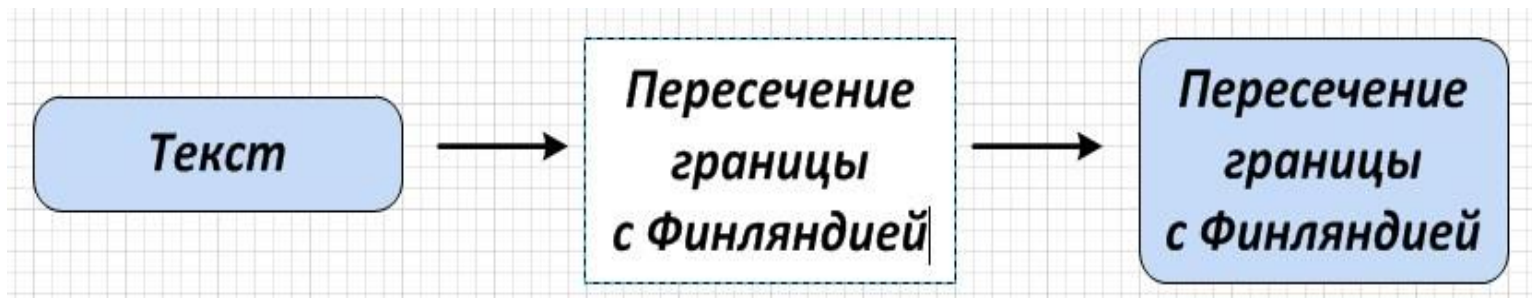 Текст
Пересечение
границы
с Финляндией
Пересечение
границы
с Финляндией